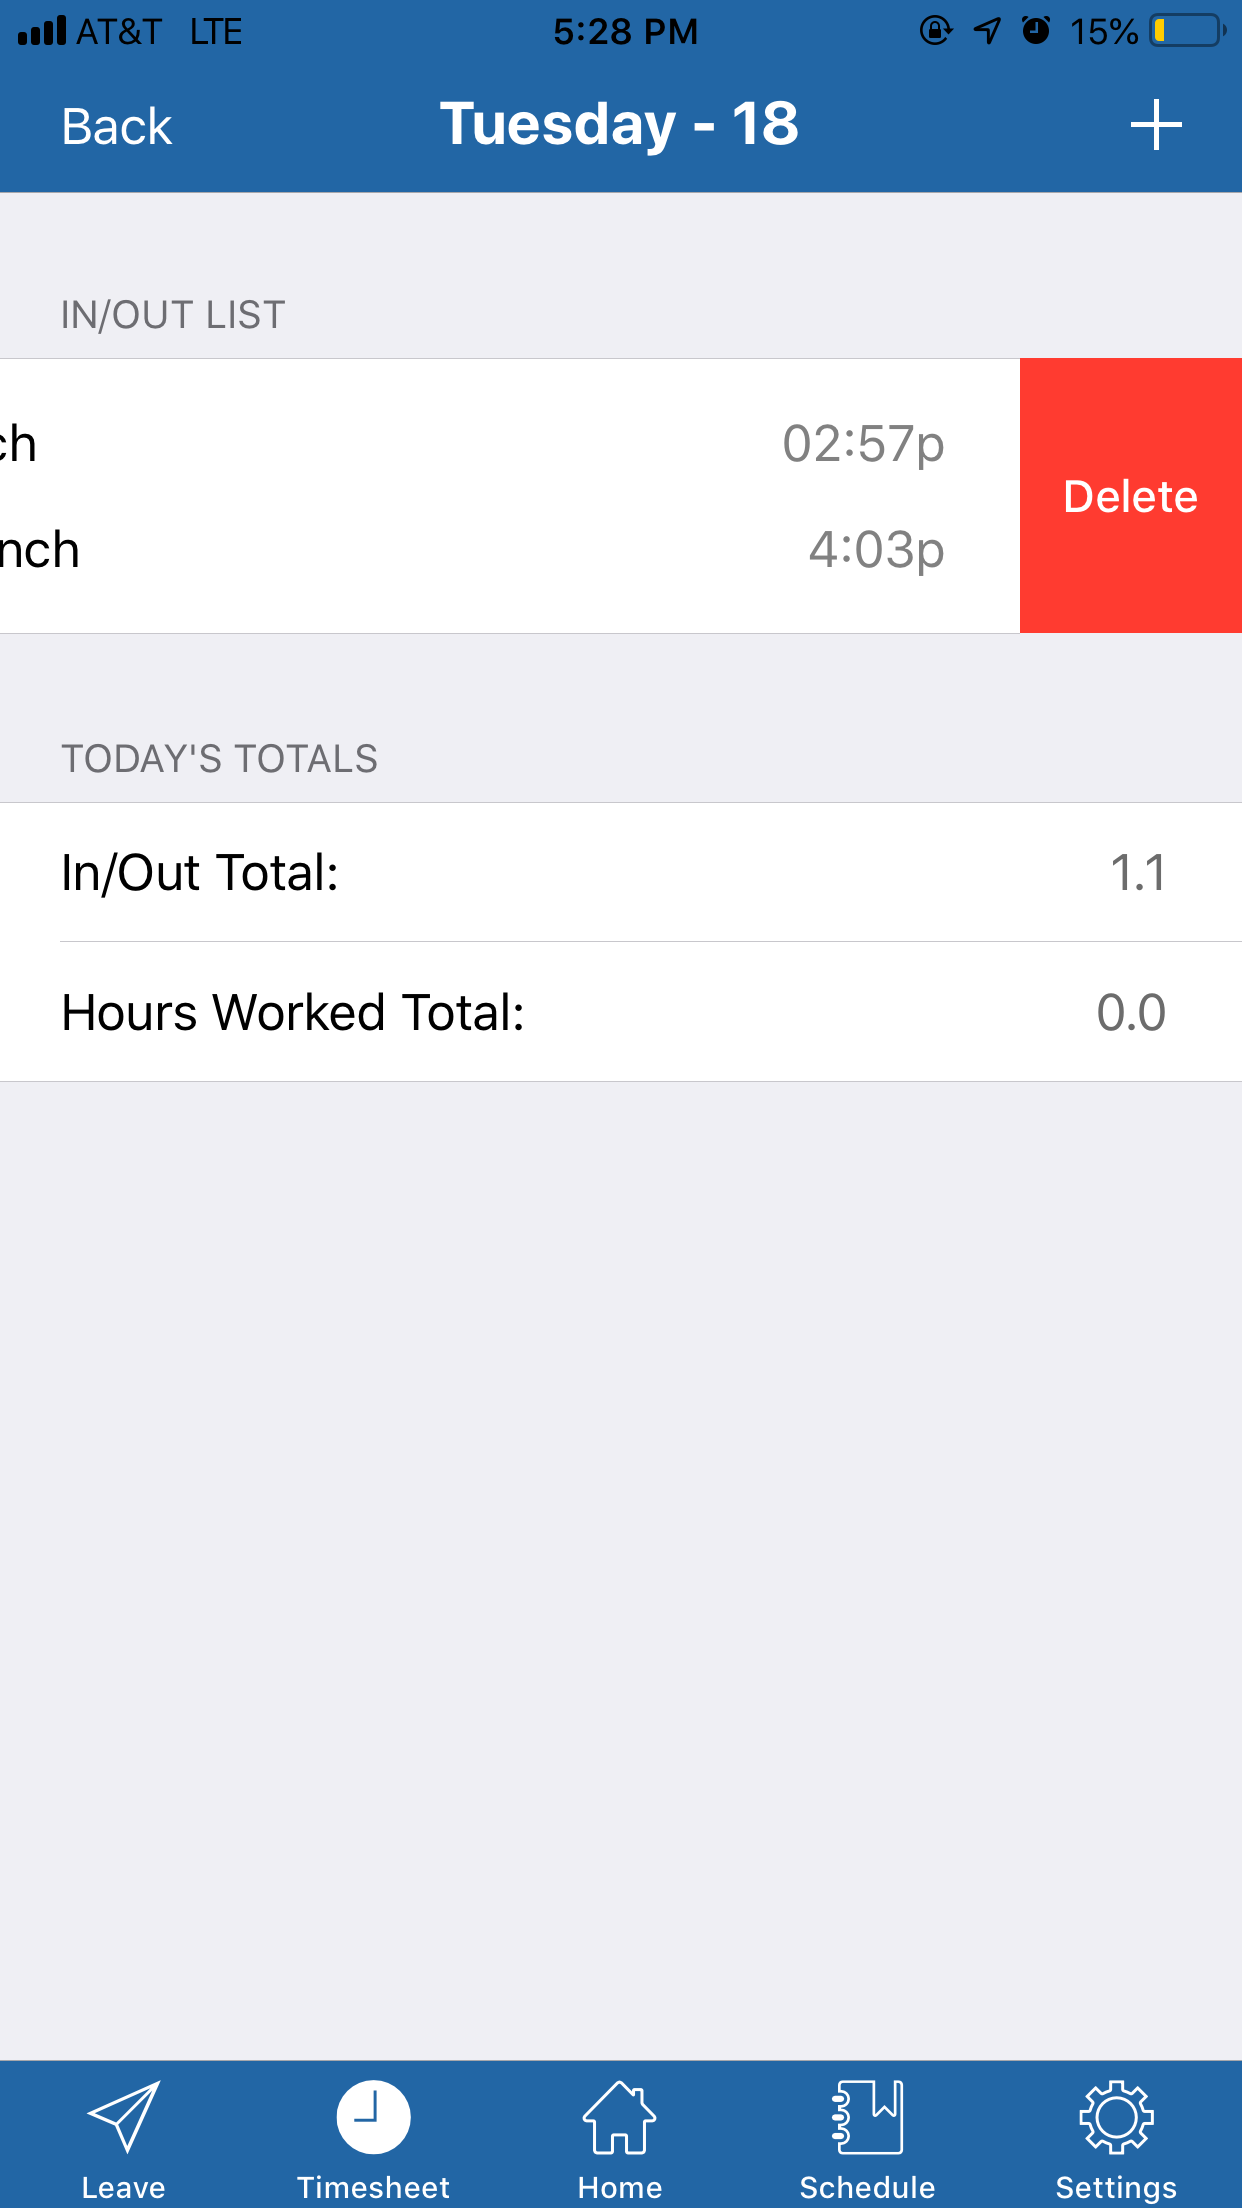 AT&T LTE 5:28 PM 15%
Back Tuesday - 18 +
IN/OUT LIST
ch 02:57p
nch 4:03p
Delete
TODAY'S TOTALS
In/Out Total: 1.1
Hours Worked Total: 0.0
Leave Timesheet Home Schedule Settings